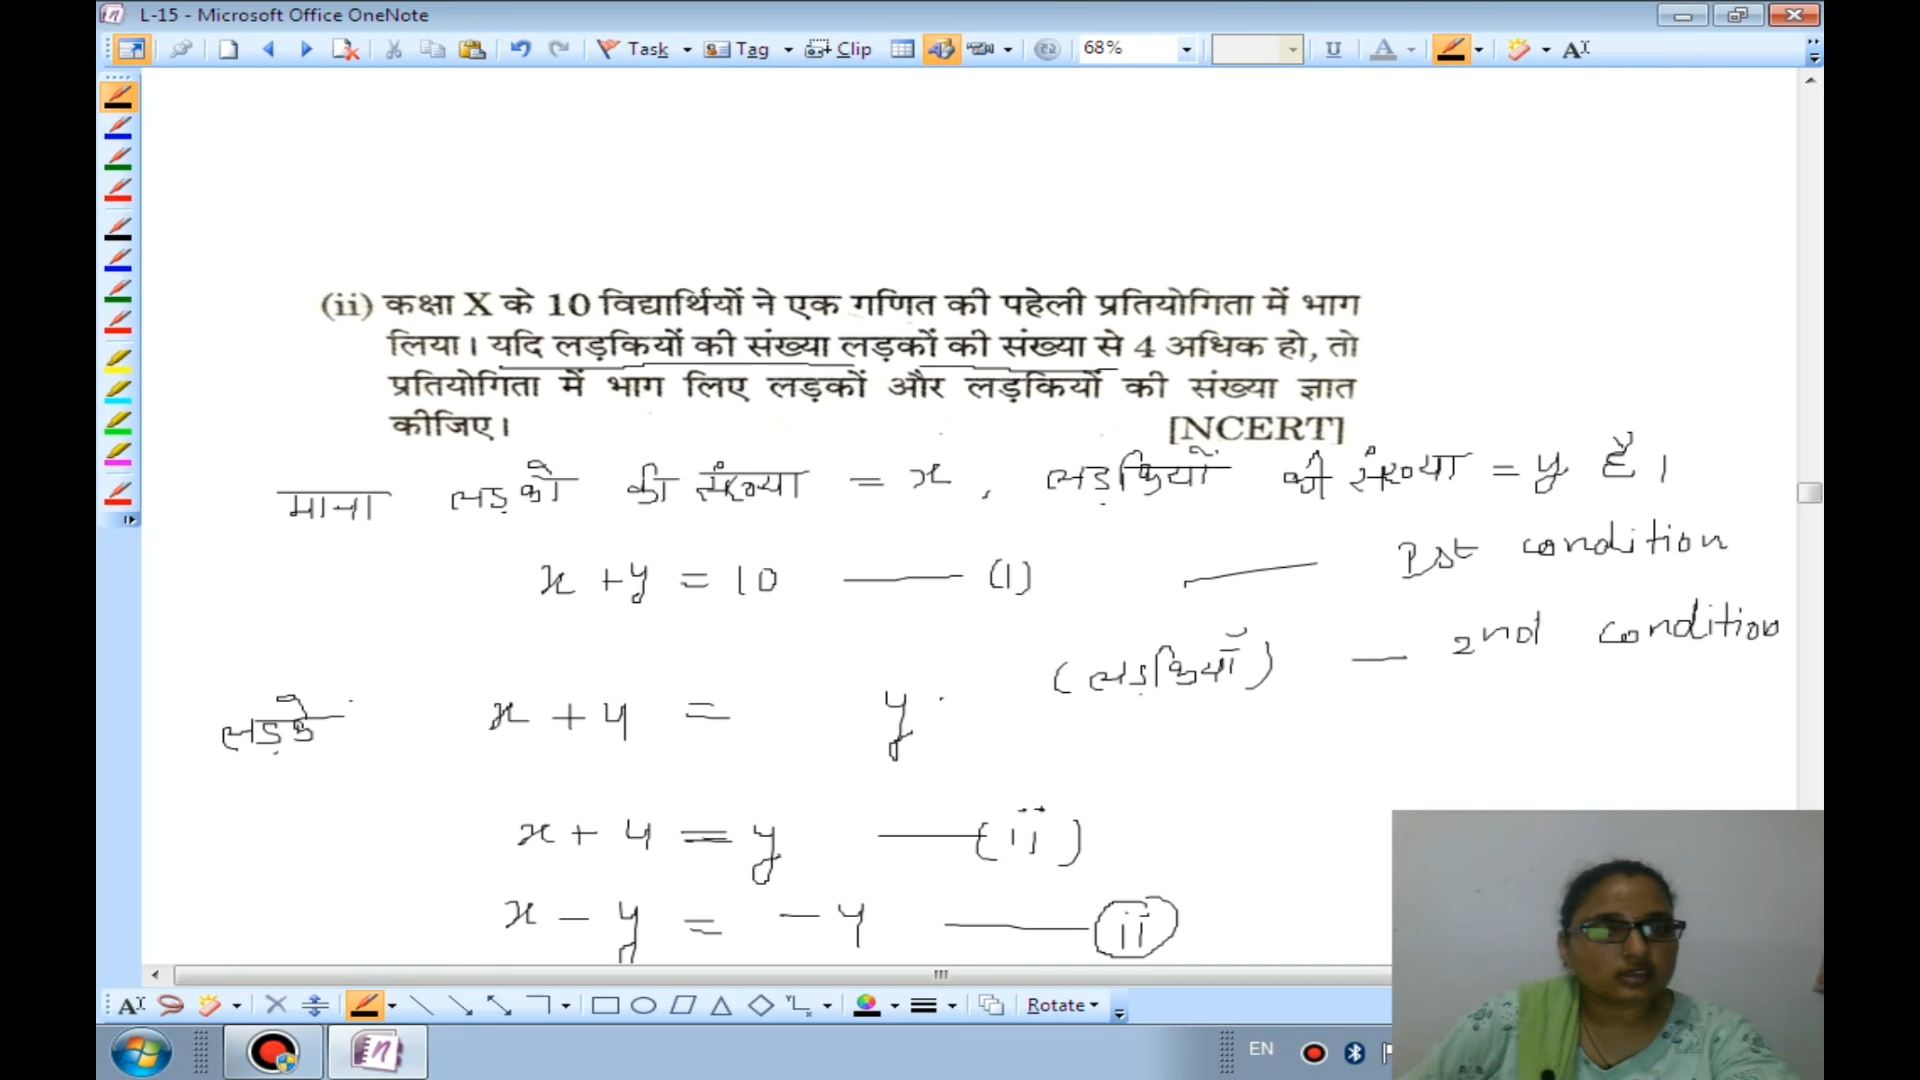 L-15 - Microsoft Office OneNote
Task Tag Clip 68% U A
(ii) कक्षा X के 10 विद्यार्थियों ने एक गणित की पहेली प्रतियोगिता में भाग
लिया। यदि लड़कियों की संख्या लड़कों की संख्या से 4 अधिक हो, तो
प्रतियोगिता में भाग लिए लड़कों और लड़कियों की संख्या ज्ञात
कीजिए। [NCERT]
माना लड़कों की संख्या = x, लड़कियों की संख्या = y है।
x + y = 10 —— (1) —— Ist condition
(लड़कियाँ) — 2nd condition
लड़के x + 4 = y
x + 4 = y —— (ii)
x - y = - 4 —— (ii)
Rotate
EN